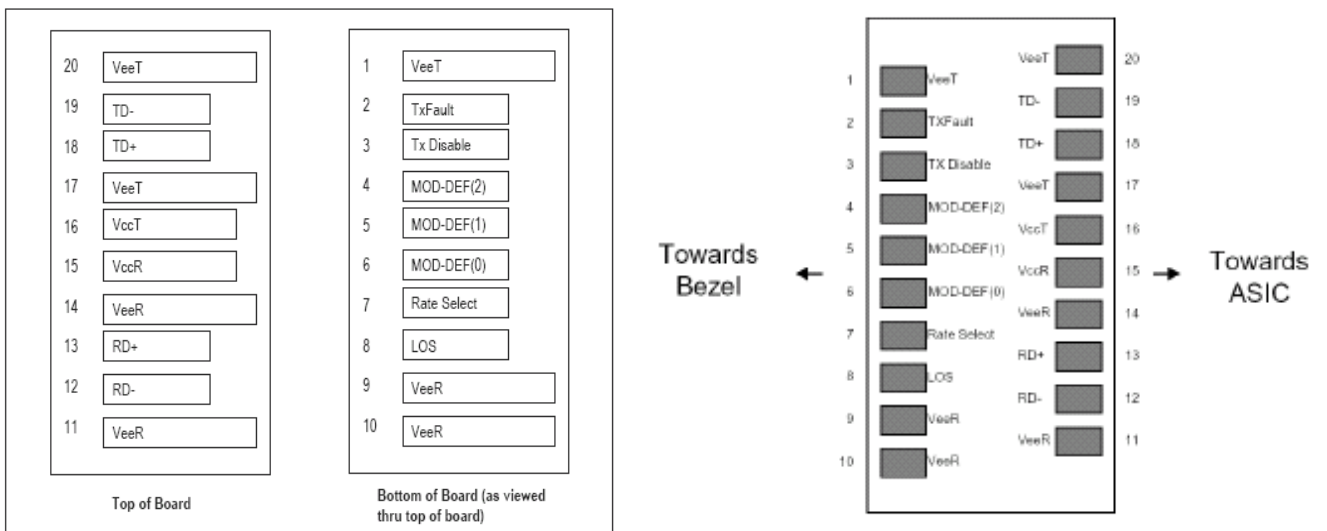 20 VeeT
19 TD-
18 TD+
17 VeeT
16 VccT
15 VccR
14 VeeR
13 RD+
12 RD-
11 VeeR
Top of Board
1 VeeT
2 TxFault
3 Tx Disable
4 MOD-DEF(2)
5 MOD-DEF(1)
6 MOD-DEF(0)
7 Rate Select
8 LOS
9 VeeR
10 VeeR
Bottom of Board (as viewed
thru top of board)
Towards
Bezel
1 VeeT
2 TXFault
3 TX Disable
4 MOD-DEF(2)
5 MOD-DEF(1)
6 MOD-DEF(0)
7 Rate Select
8 LOS
9 VeeR
10 VeeR
VeeT 20
TD- 19
TD+ 18
VeeT 17
VccT 16
VccR 15
VeeR 14
RD+ 13
RD- 12
VeeR 11
Towards
ASIC